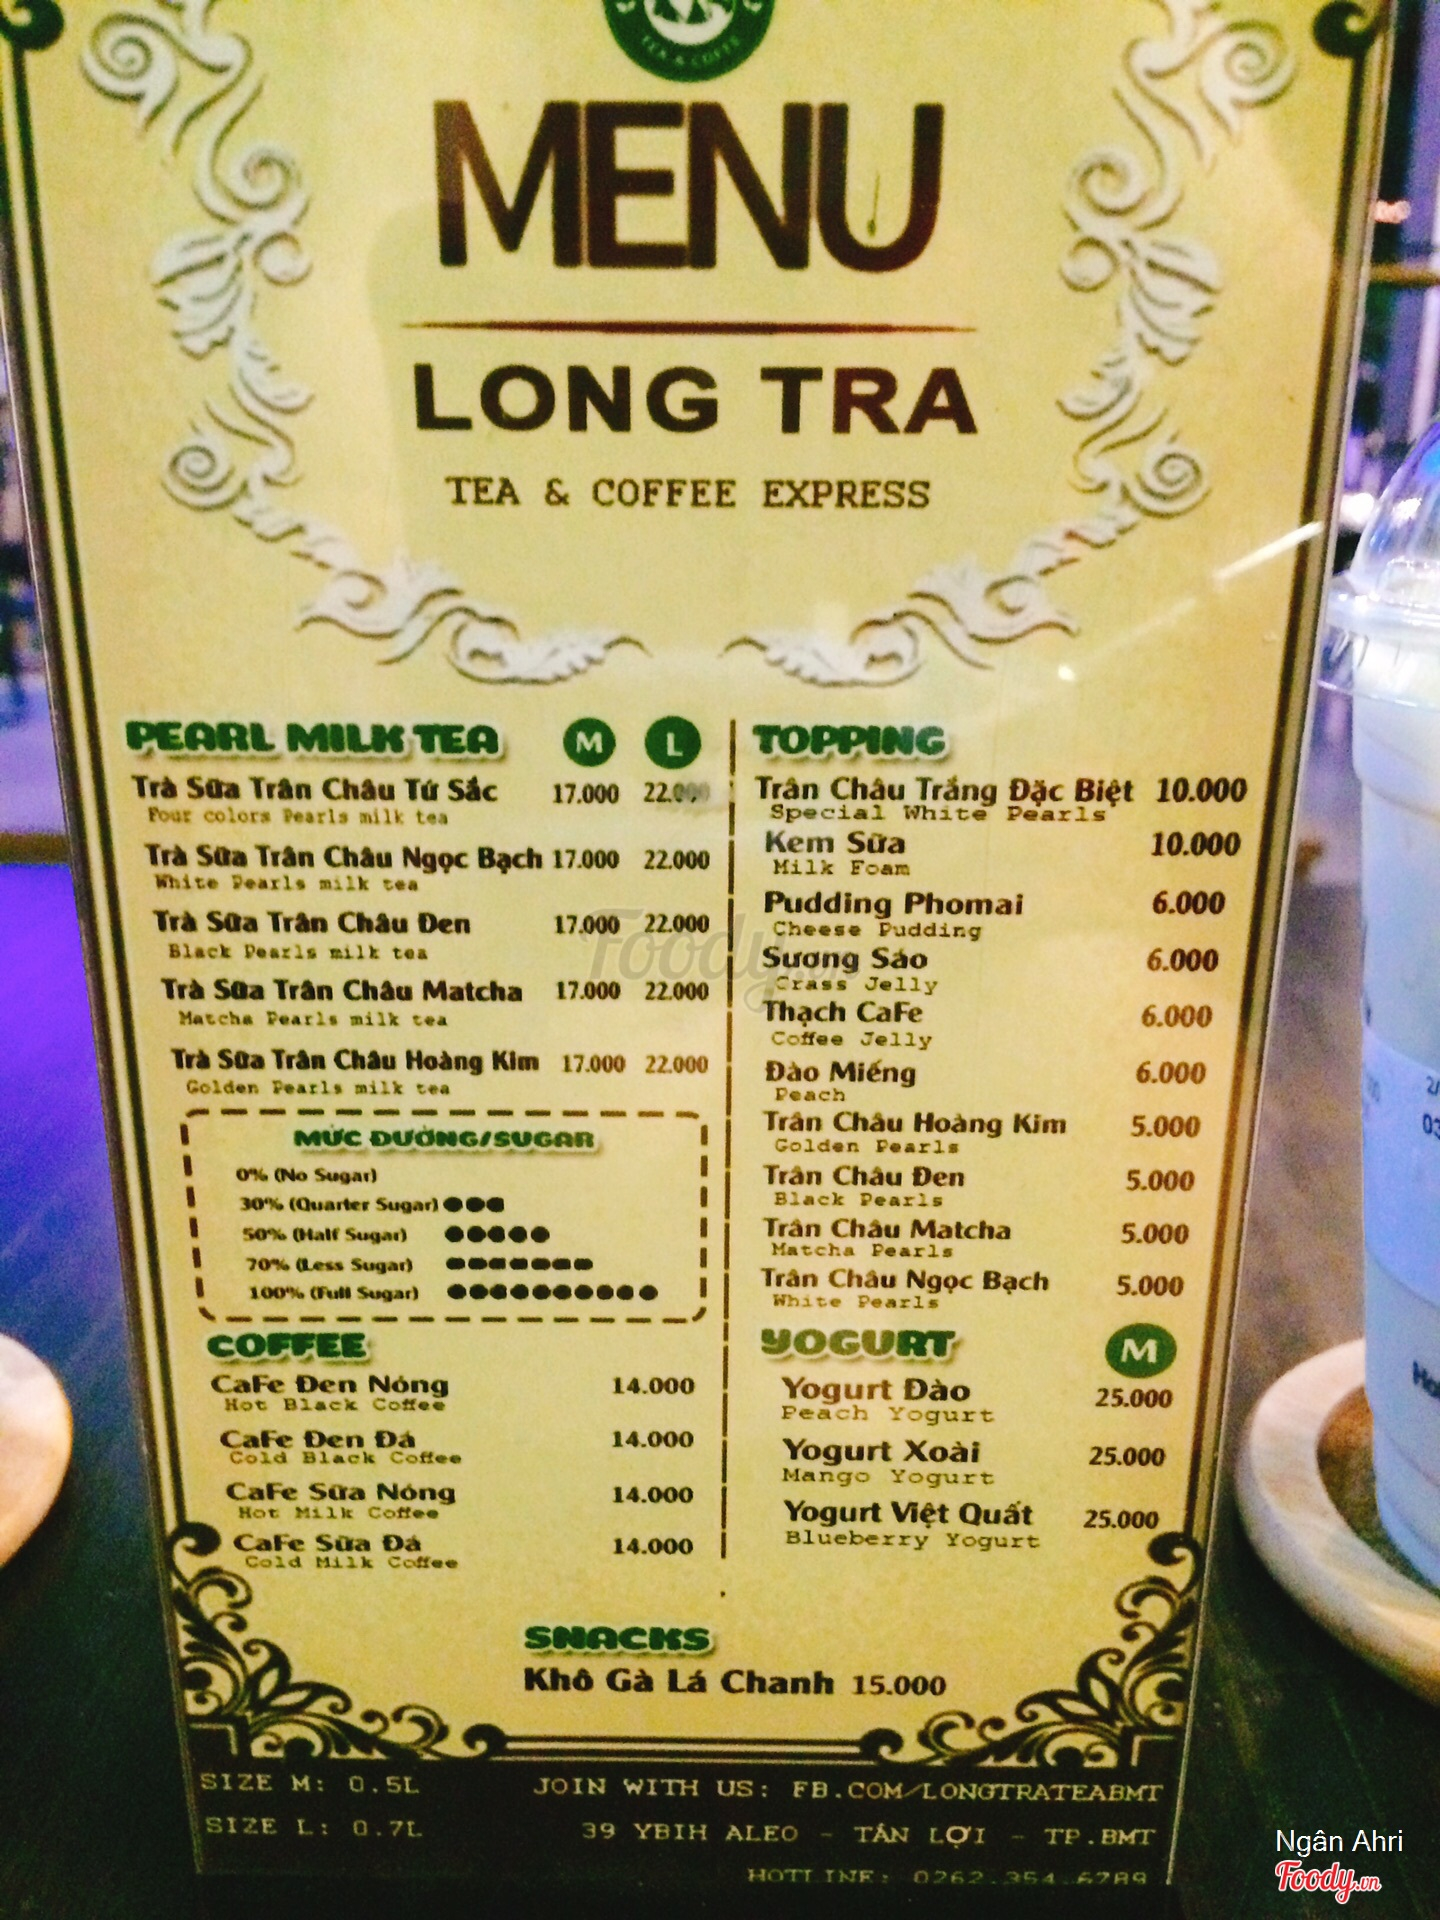 TEA & COFFE
MENU
LONG TRA
TEA & COFFEE EXPRESS
PEARL MILK TEA M L
Trà Sữa Trân Châu Tứ Sắc 17.000 22.000
Four colors Pearls milk tea
Trà Sữa Trân Châu Ngọc Bạch 17.000 22.000
White Pearls milk tea
Trà Sữa Trân Châu Đen 17.000 22.000
Black Pearls milk tea
Trà Sữa Trân Châu Matcha 17.000 22.000
Matcha Pearls milk tea
Trà Sữa Trân Châu Hoàng Kim 17.000 22.000
Golden Pearls milk tea
MỨC ĐƯỜNG/SUGAR
0% (No Sugar)
30% (Quarter Sugar)
50% (Half Sugar)
70% (Less Sugar)
100% (Full Sugar)
COFFEE
CaFe Đen Nóng 14.000
Hot Black Coffee
CaFe Đen Đá 14.000
Cold Black Coffee
CaFe Sữa Nóng 14.000
Hot Milk Coffee
CaFe Sữa Đá 14.000
Cold Milk Coffee
TOPPING
Trân Châu Trắng Đặc Biệt 10.000
Special White Pearls
Kem Sữa 10.000
Milk Foam
Pudding Phomai 6.000
Cheese Pudding
Sương Sáo 6.000
Crass Jelly
Thạch CaFe 6.000
Coffee Jelly
Đào Miếng 6.000
Peach
Trân Châu Hoàng Kim 5.000
Golden Pearls
Trân Châu Đen 5.000
Black Pearls
Trân Châu Matcha 5.000
Matcha Pearls
Trân Châu Ngọc Bạch 5.000
White Pearls
YOGURT M
Yogurt Đào 25.000
Peach Yogurt
Yogurt Xoài 25.000
Mango Yogurt
Yogurt Việt Quất 25.000
Blueberry Yogurt
SNACKS
Khô Gà Lá Chanh 15.000
SIZE M: 0.5L
SIZE L: 0.7L
JOIN WITH US: FB.COM/LONGTRATEABMT
39 YBIH ALEO - TÂN LỢI - TP.BMT
HOTLINE: 0262.354.6789
Foody.vn
Ngân Ahri
Foody.vn